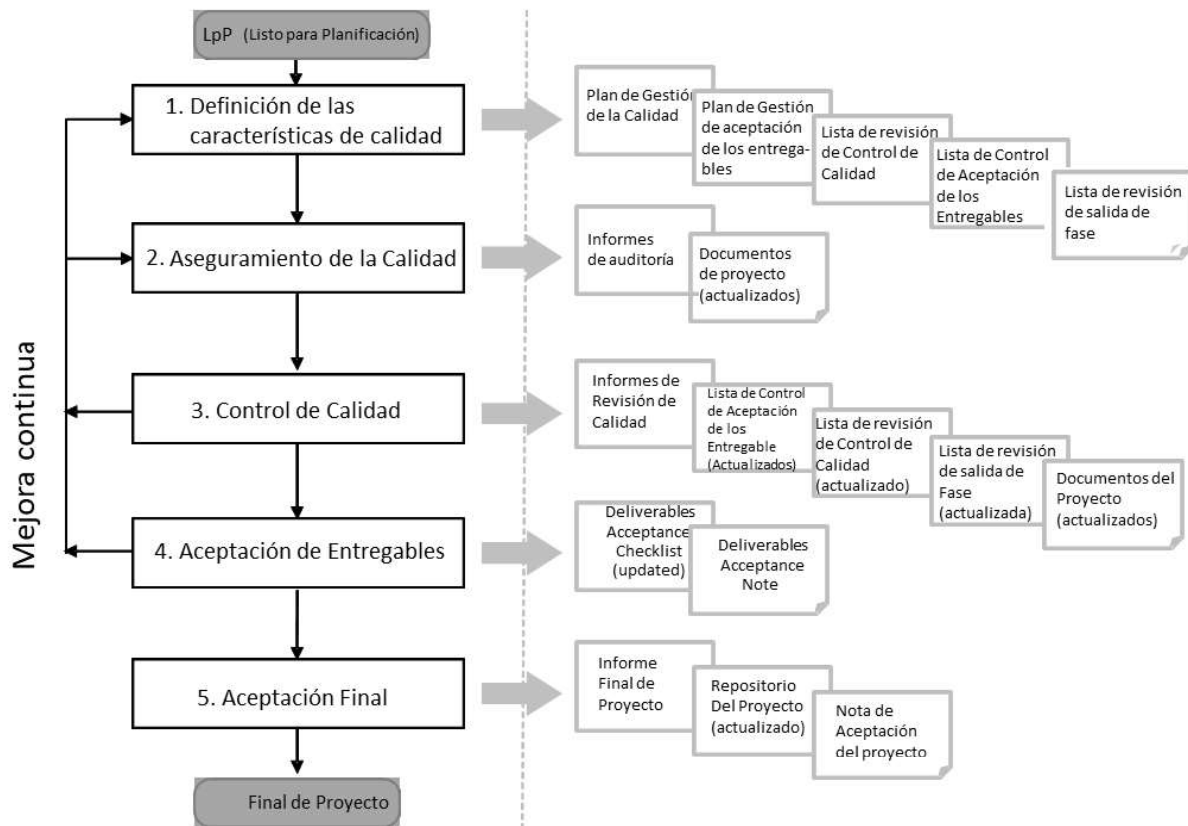 LpP (Listo para Planificación)
1. Definición de las
características de calidad
Plan de Gestión
de la Calidad
Plan de Gestión
de aceptación
de los entrega-
bles
Lista de revisión
de Control de
Calidad
Lista de Control
de Aceptación
de los
Entregables
Lista de revisión
de salida de
fase
2. Aseguramiento de la Calidad
Informes
de auditoría
Documentos
de proyecto
(actualizados)
Mejora continua
3. Control de Calidad
Informes de
Revisión de
Calidad
Lista de Control
de Aceptación
de los
Entregable
(Actualizados)
Lista de revisión
de Control de
Calidad
(actualizado)
Lista de revisión
de salida de
Fase
(actualizada)
Documentos del
Proyecto
(actualizados)
4. Aceptación de Entregables
Deliverables
Acceptance
Checklist
(updated)
Deliverables
Acceptance
Note
5. Aceptación Final
Informe
Final de
Proyecto
Repositorio
Del Proyecto
(actualizado)
Nota de
Aceptación
del proyecto
Final de Proyecto